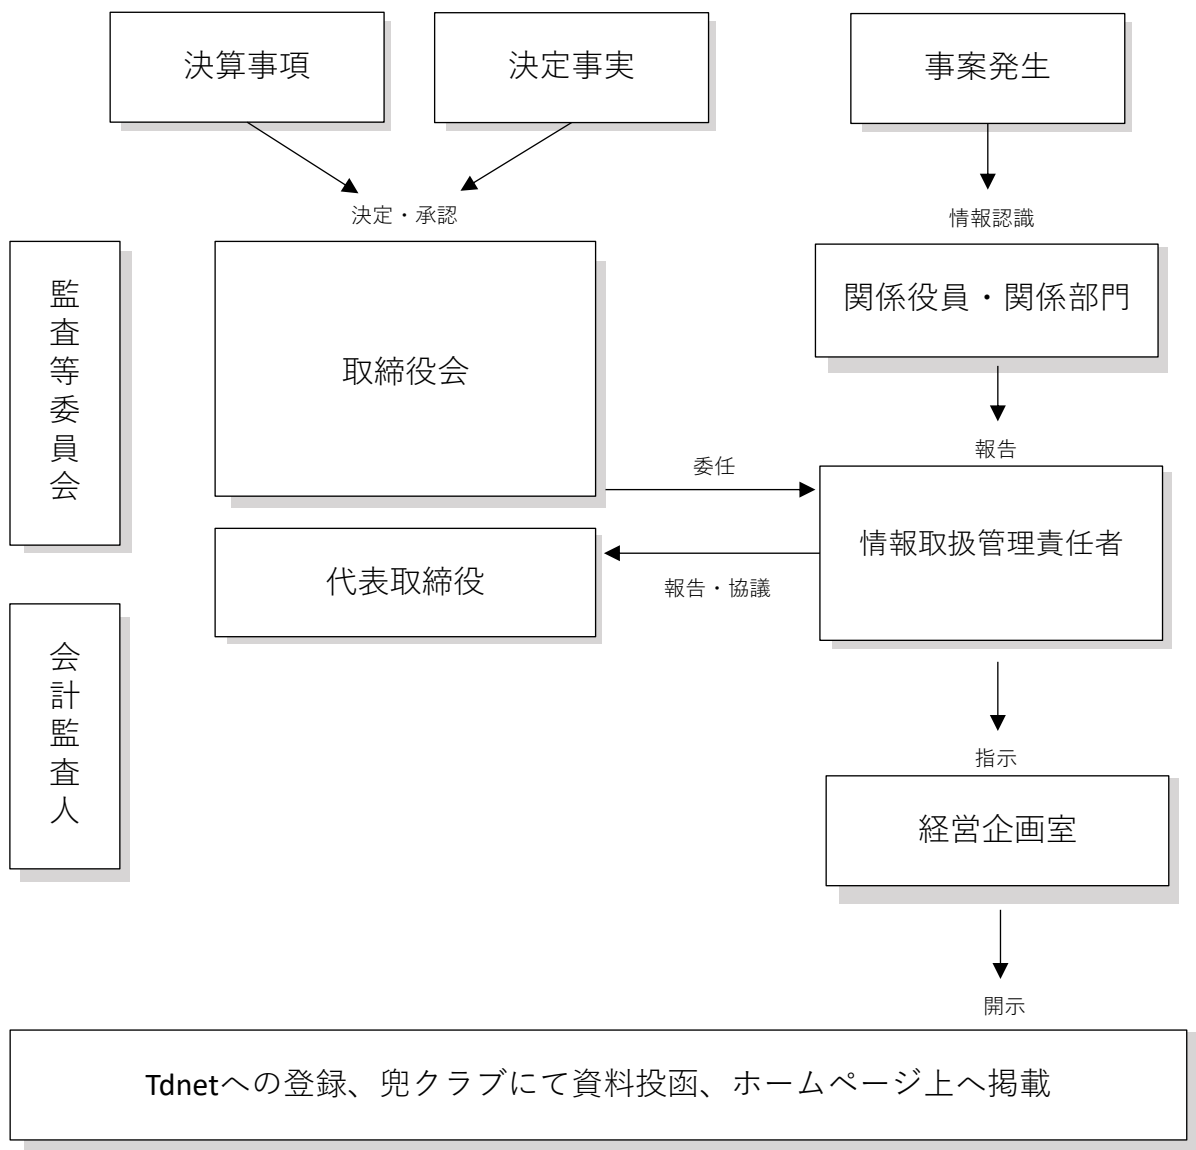 決算事項
決定事実
事案発生
決定・承認
情報認識
監査等委員会
取締役会
関係役員・関係部門
報告
委任
情報取扱管理責任者
代表取締役
報告・協議
会計監査人
指示
経営企画室
開示
Tdnetへの登録、兜クラブにて資料投函、ホームページ上へ掲載